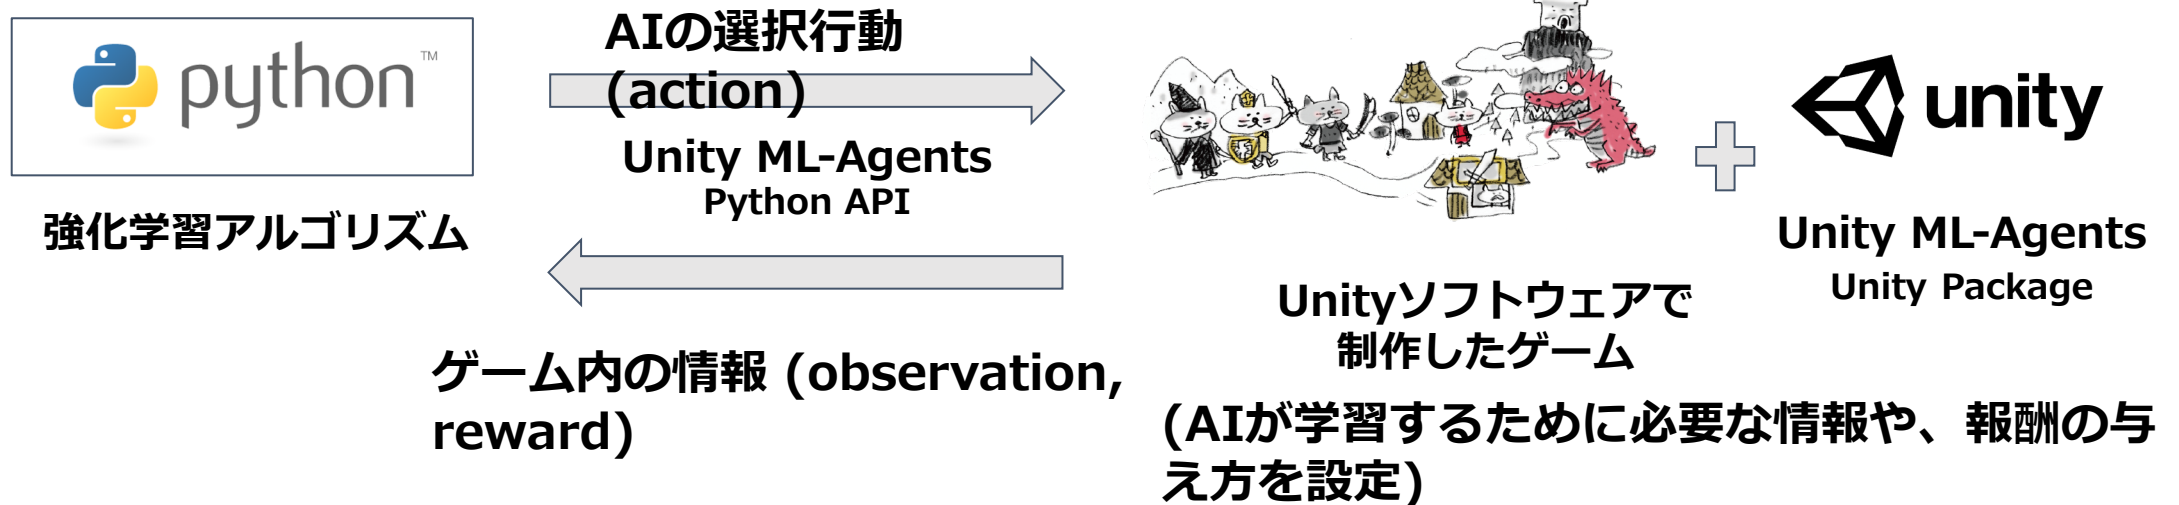 python™
強化学習アルゴリズム
AIの選択行動
(action)
Unity ML-Agents
Python API
ゲーム内の情報 (observation,
reward)
Unityソフトウェアで
制作したゲーム
(AIが学習するために必要な情報や、報酬の与
え方を設定)
unity
Unity ML-Agents
Unity Package